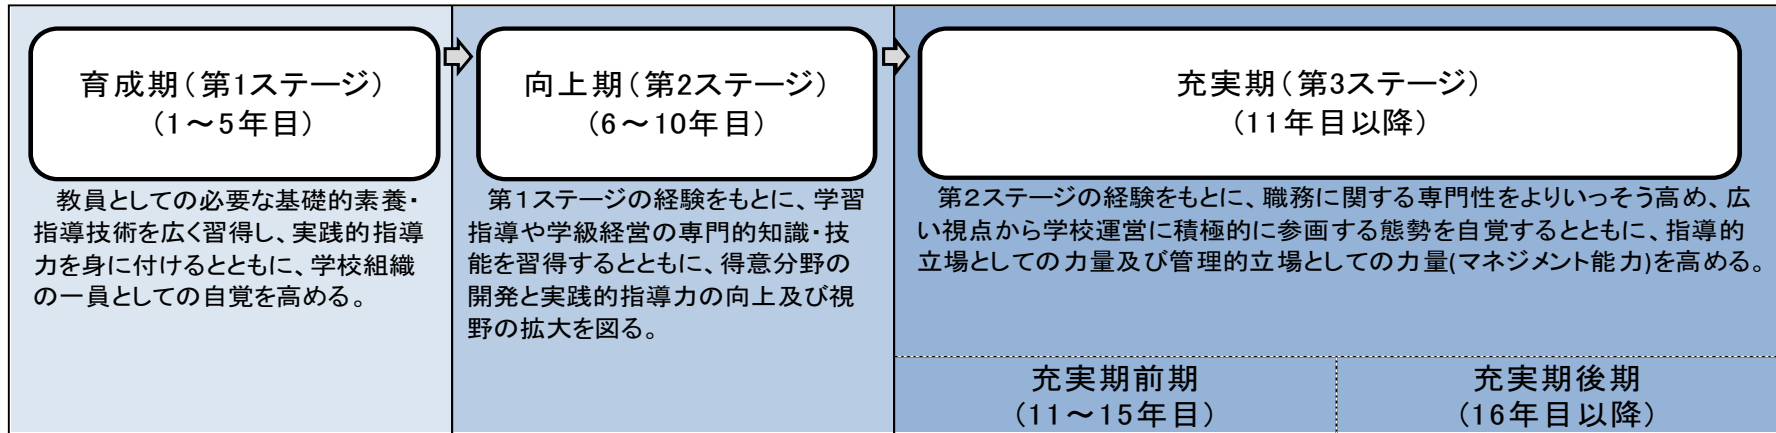 育成期（第1ステージ）
（1～5年目）
教員としての必要な基礎的素養・
指導技術を広く習得し、実践的指導
力を身に付けるとともに、学校組織
の一員としての自覚を高める。
向上期（第2ステージ）
（6～10年目）
第１ステージの経験をもとに、学習
指導や学級経営の専門的知識・技
能を習得するとともに、得意分野の
開発と実践的指導力の向上及び視
野の拡大を図る。
充実期（第3ステージ）
（11年目以降）
第２ステージの経験をもとに、職務に関する専門性をよりいっそう高め、広
い視点から学校運営に積極的に参画する態勢を自覚するとともに、指導的
立場としての力量及び管理的立場としての力量(マネジメント能力)を高める。
充実期前期
（11～15年目）
充実期後期
（16年目以降）